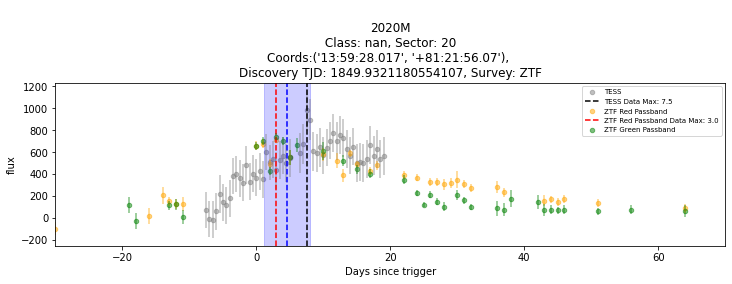 2020M
Class: nan, Sector: 20
Coords:('13:59:28.017', '+81:21:56.07'),
Discovery TJD: 1849.9321180554107, Survey: ZTF
1200
1000
800
600
400
200
0
−200
flux
TESS
TESS Data Max: 7.5
ZTF Red Passband
ZTF Red Passband Data Max: 3.0
ZTF Green Passband
−20
0
20
40
60
Days since trigger